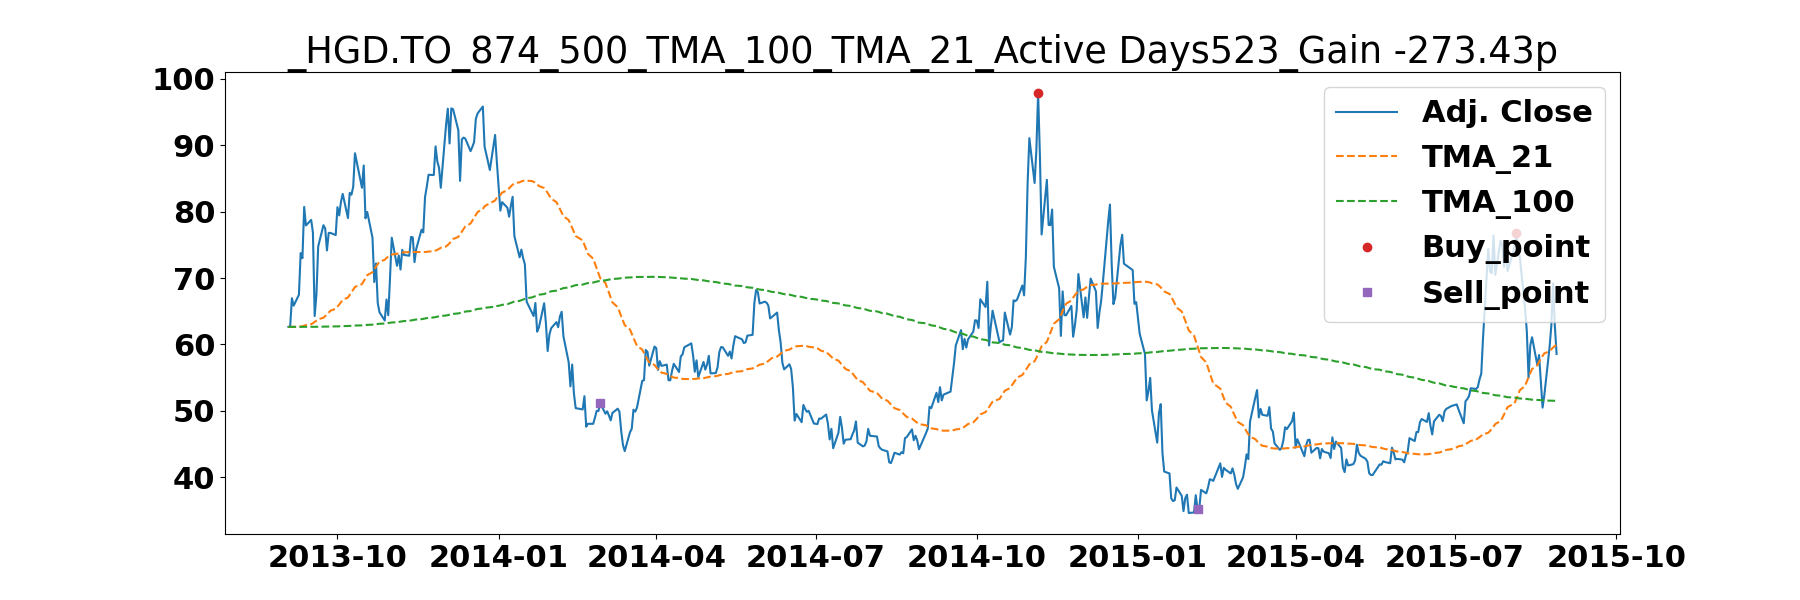 _HGD.TO_874_500_TMA_100_TMA_21_Active Days523_Gain -273.43p
100
90
80
70
60
50
40
Adj. Close
TMA_21
TMA_100
Buy_point
Sell_point
2013-10 2014-01 2014-04 2014-07 2014-10 2015-01 2015-04 2015-07 2015-10